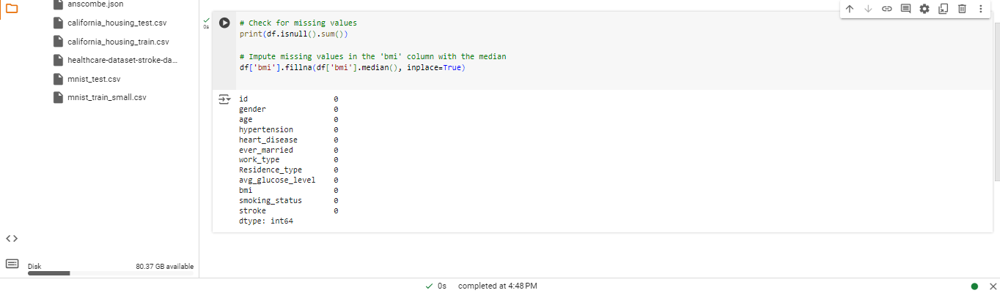 anscombe.json
california_housing_test.csv
california_housing_train.csv
healthcare-dataset-stroke-da...
mnist_test.csv
mnist_train_small.csv
Disk 80.37 GB available
0s
# Check for missing values
print(df.isnull().sum())
# Impute missing values in the 'bmi' column with the median
df['bmi'].fillna(df['bmi'].median(), inplace=True)
id 0
gender 0
age 0
hypertension 0
heart_disease 0
ever_married 0
work_type 0
Residence_type 0
avg_glucose_level 0
bmi 0
smoking_status 0
stroke 0
dtype: int64
0s completed at 4:48 PM